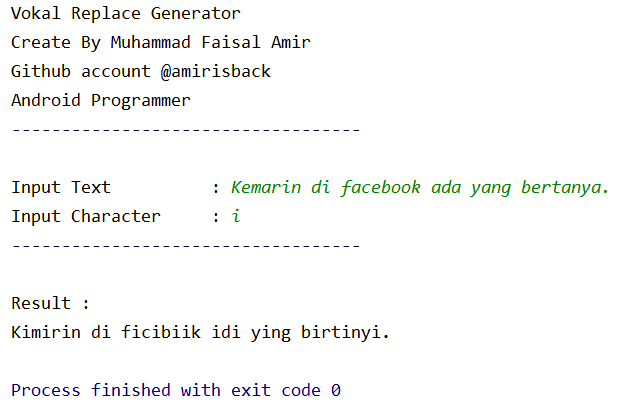 Vokal Replace Generator
Create By Muhammad Faisal Amir
Github account @amirisback
Android Programmer
-----------------------------------
Input Text          : Kemarin di facebook ada yang bertanya.
Input Character     : i
-----------------------------------
Result :
Kimirin di ficibiik idi ying birtinyi.
Process finished with exit code 0